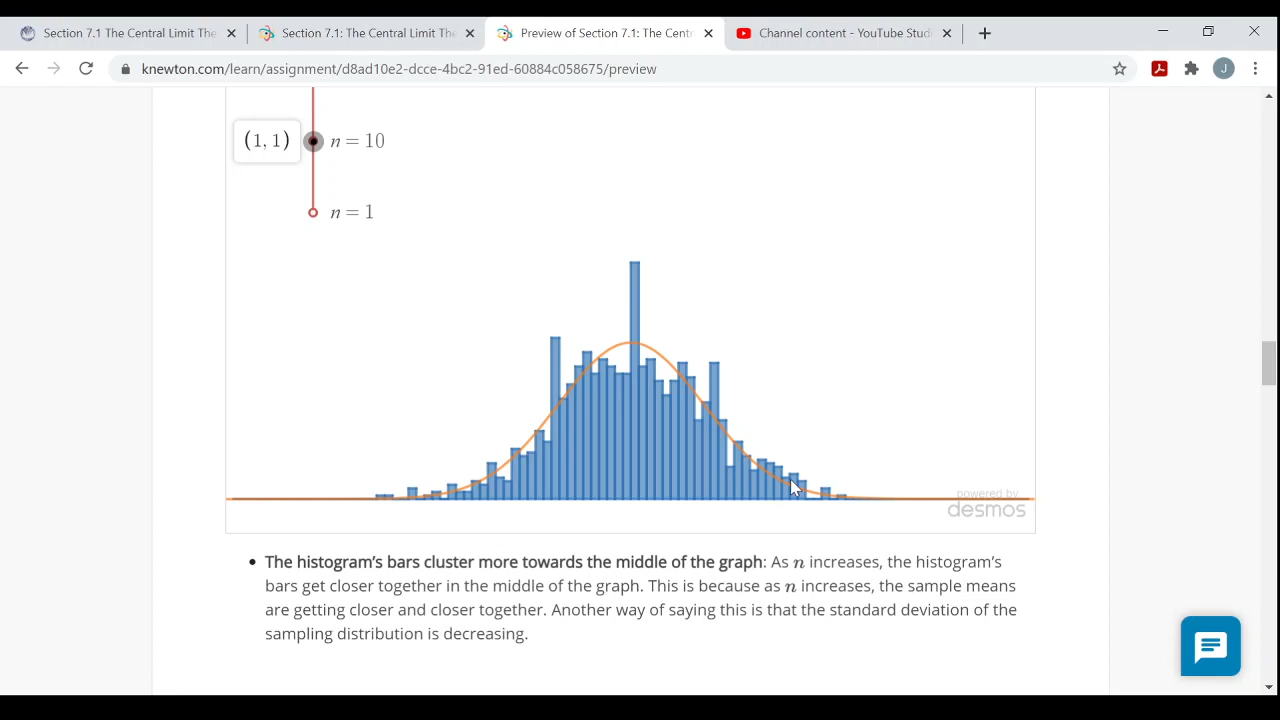 Section 7.1 The Central Limit The
Section 7.1: The Central Limit The
Preview of Section 7.1: The Centr
Channel content - YouTube Stud
knewton.com/learn/assignment/d8ad10e2-dcce-4bc2-91ed-60884c058675/preview
J
(1, 1)
n = 10
n = 1
powered by
desmos
• The histogram's bars cluster more towards the middle of the graph: As n increases, the histogram's
bars get closer together in the middle of the graph. This is because as n increases, the sample means
are getting closer and closer together. Another way of saying this is that the standard deviation of the
sampling distribution is decreasing.